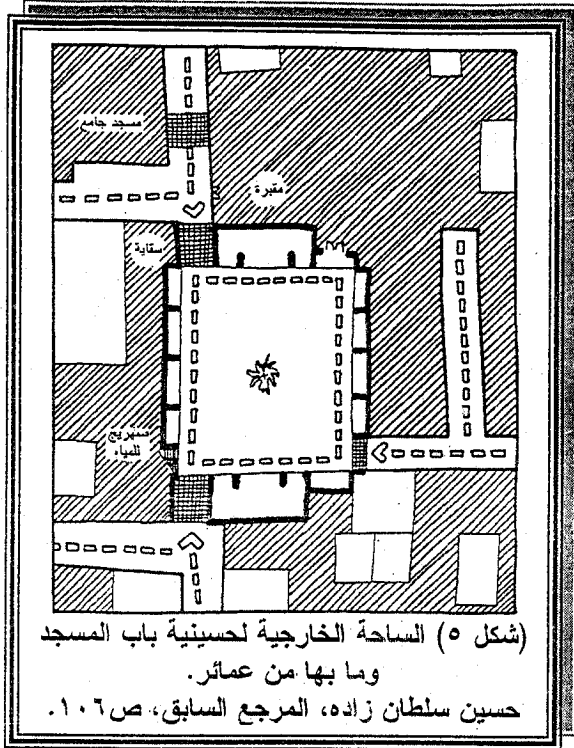 مسجد جامع
مقبرة
سقاية
صهريج
للمياه
(شكل ٥) الساحة الخارجية لحسينية باب المسجد
وما بها من عمائر.
حسين سلطان زاده، المرجع السابق، ص١٠٦.